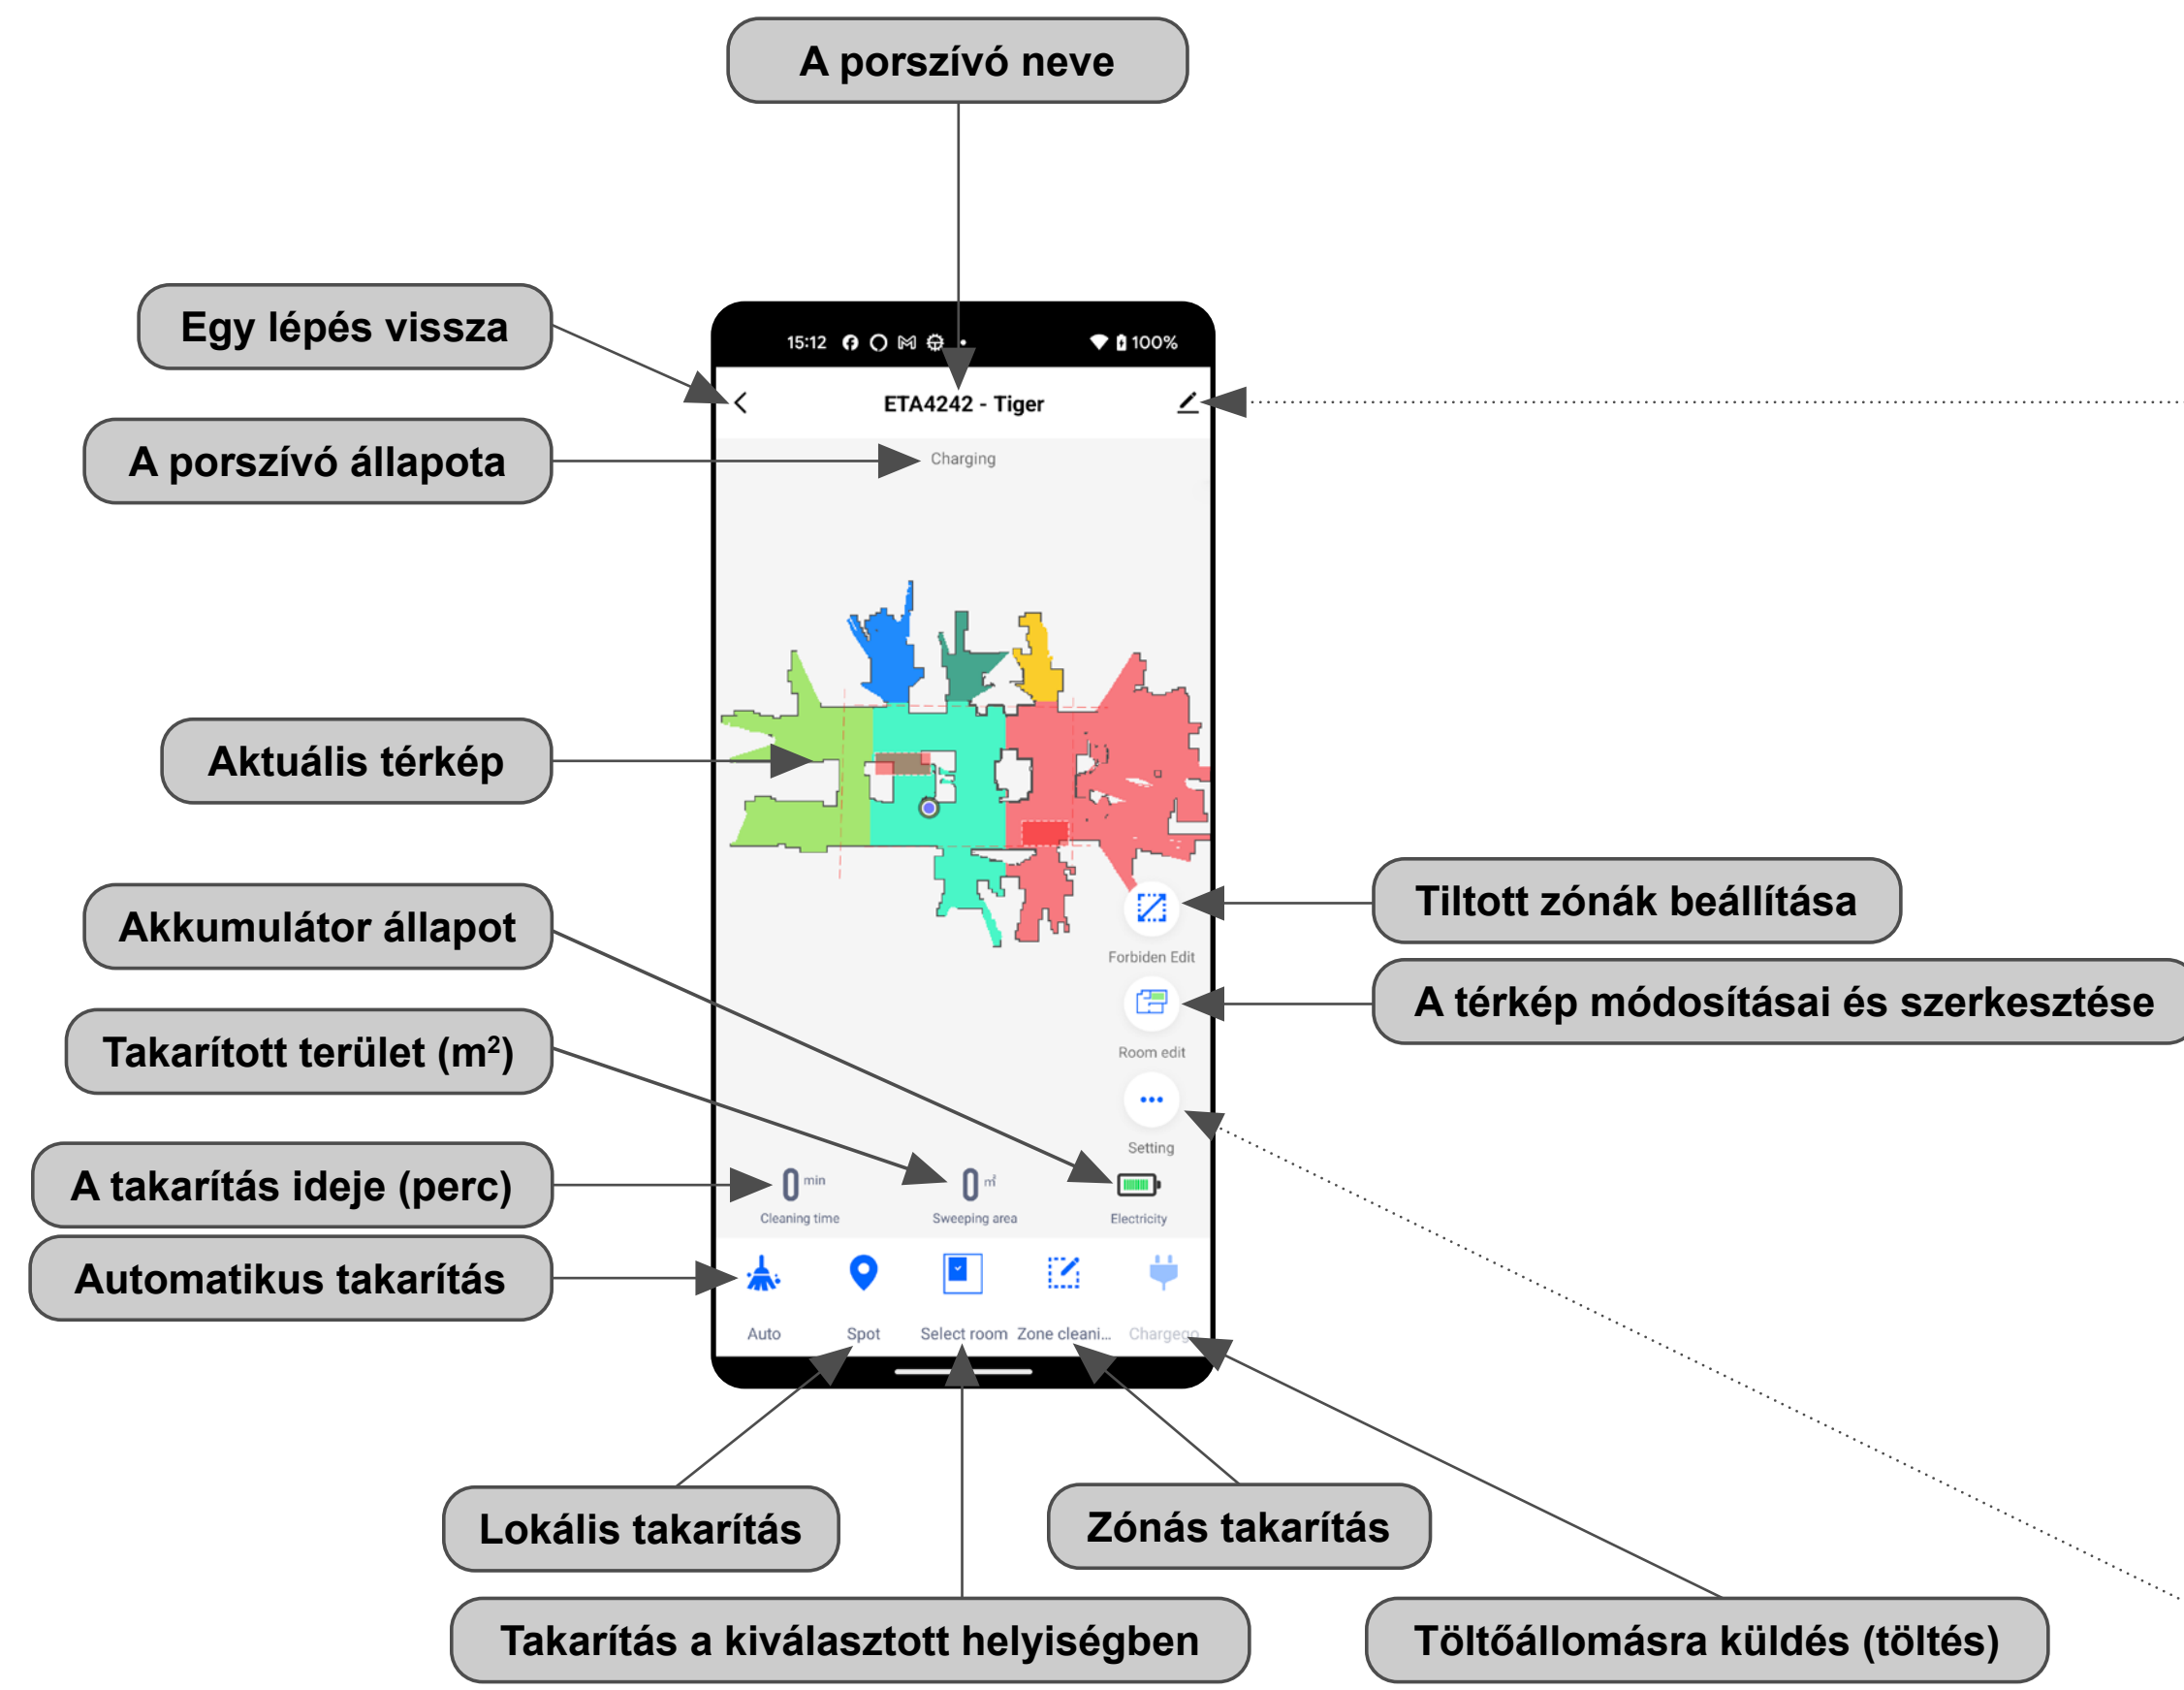 A porszívó neve
Egy lépés vissza
15:12 100%
ETA4242 - Tiger
A porszívó állapota
Charging
Aktuális térkép
Tiltott zónák beállítása
Akkumulátor állapot
Forbiden Edit
A térkép módosításai és szerkesztése
Takarított terület (m²)
Room edit
Setting
A takarítás ideje (perc)
0 min
0 m²
Cleaning time
Sweeping area
Electricity
Automatikus takarítás
Auto
Spot
Select room
Zone cleani...
Chargego
Lokális takarítás
Zónás takarítás
Takarítás a kiválasztott helyiségben
Töltőállomásra küldés (töltés)